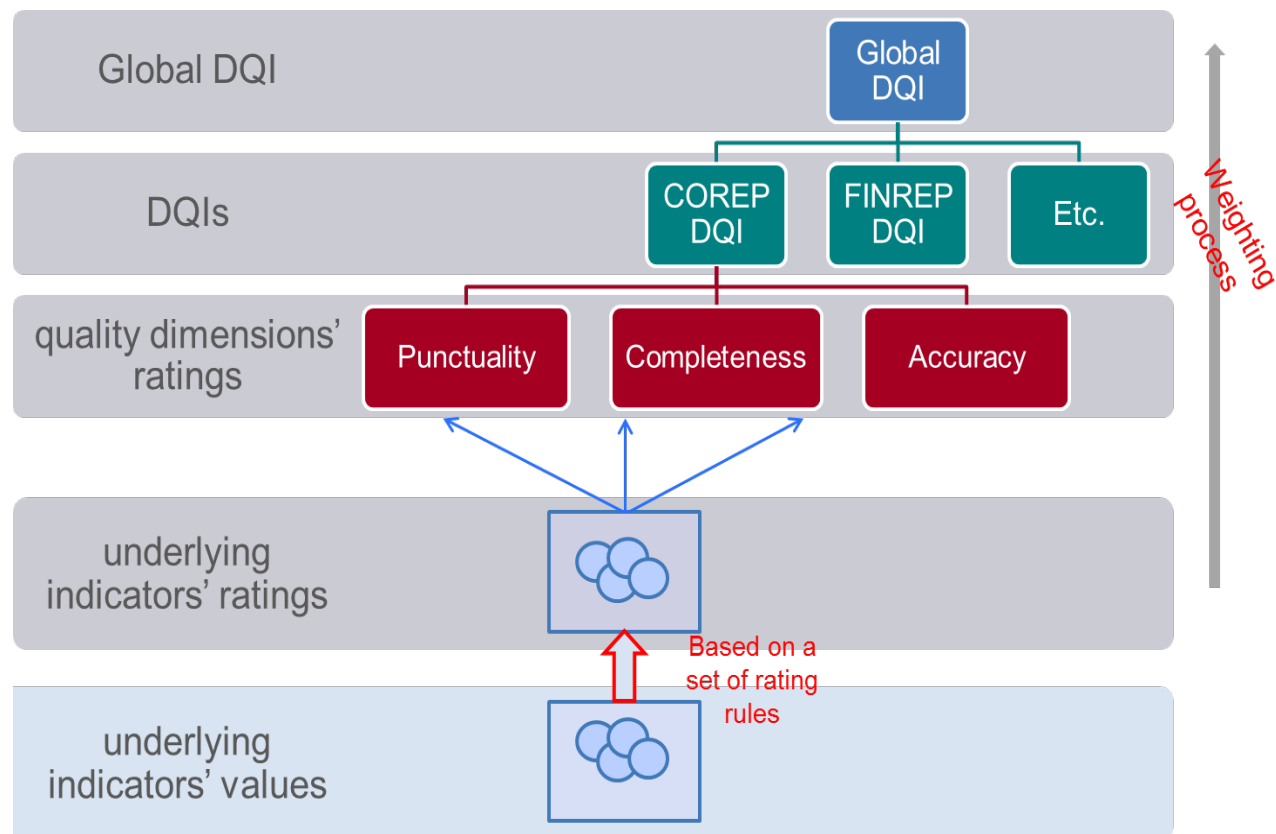 Global DQI
Global
DQI
DQIs
COREP
DQI
FINREP
DQI
Etc.
Weighting
process
quality dimensions’
ratings
Punctuality
Completeness
Accuracy
underlying
indicators’ ratings
Based on a
set of rating
rules
underlying
indicators’ values